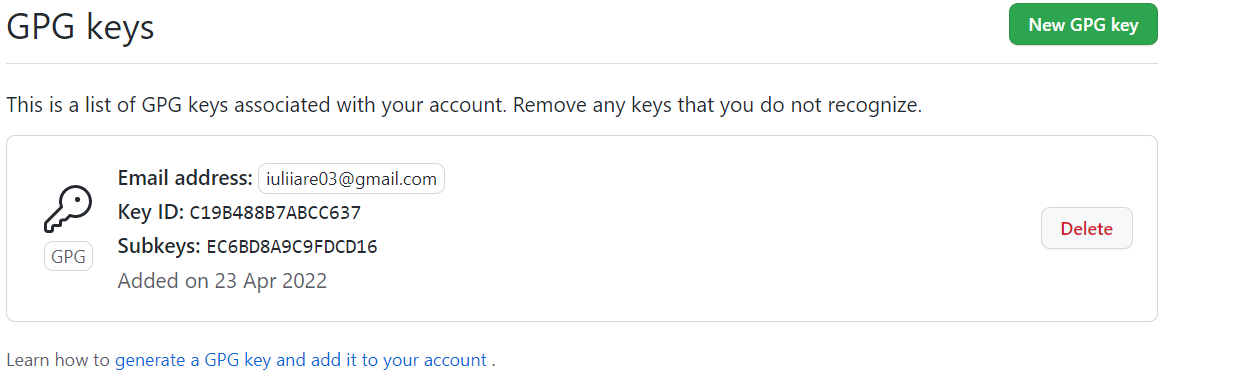 GPG keys
New GPG key
This is a list of GPG keys associated with your account. Remove any keys that you do not recognize.
Email address: iuliiare03@gmail.com
Key ID: C19B488B7ABCC637
GPG
Subkeys: EC6BD8A9C9FDCD16
Added on 23 Apr 2022
Delete
Learn how to generate a GPG key and add it to your account .